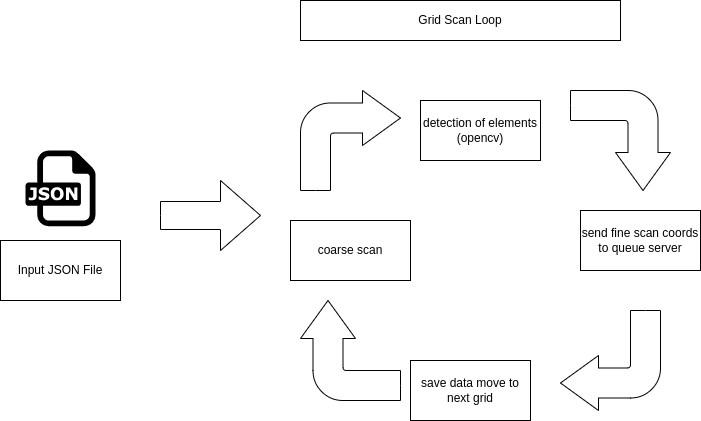 Grid Scan Loop
detection of elements
(opencv)
JSON
send fine scan coords
to queue server
coarse scan
Input JSON File
save data move to
next grid